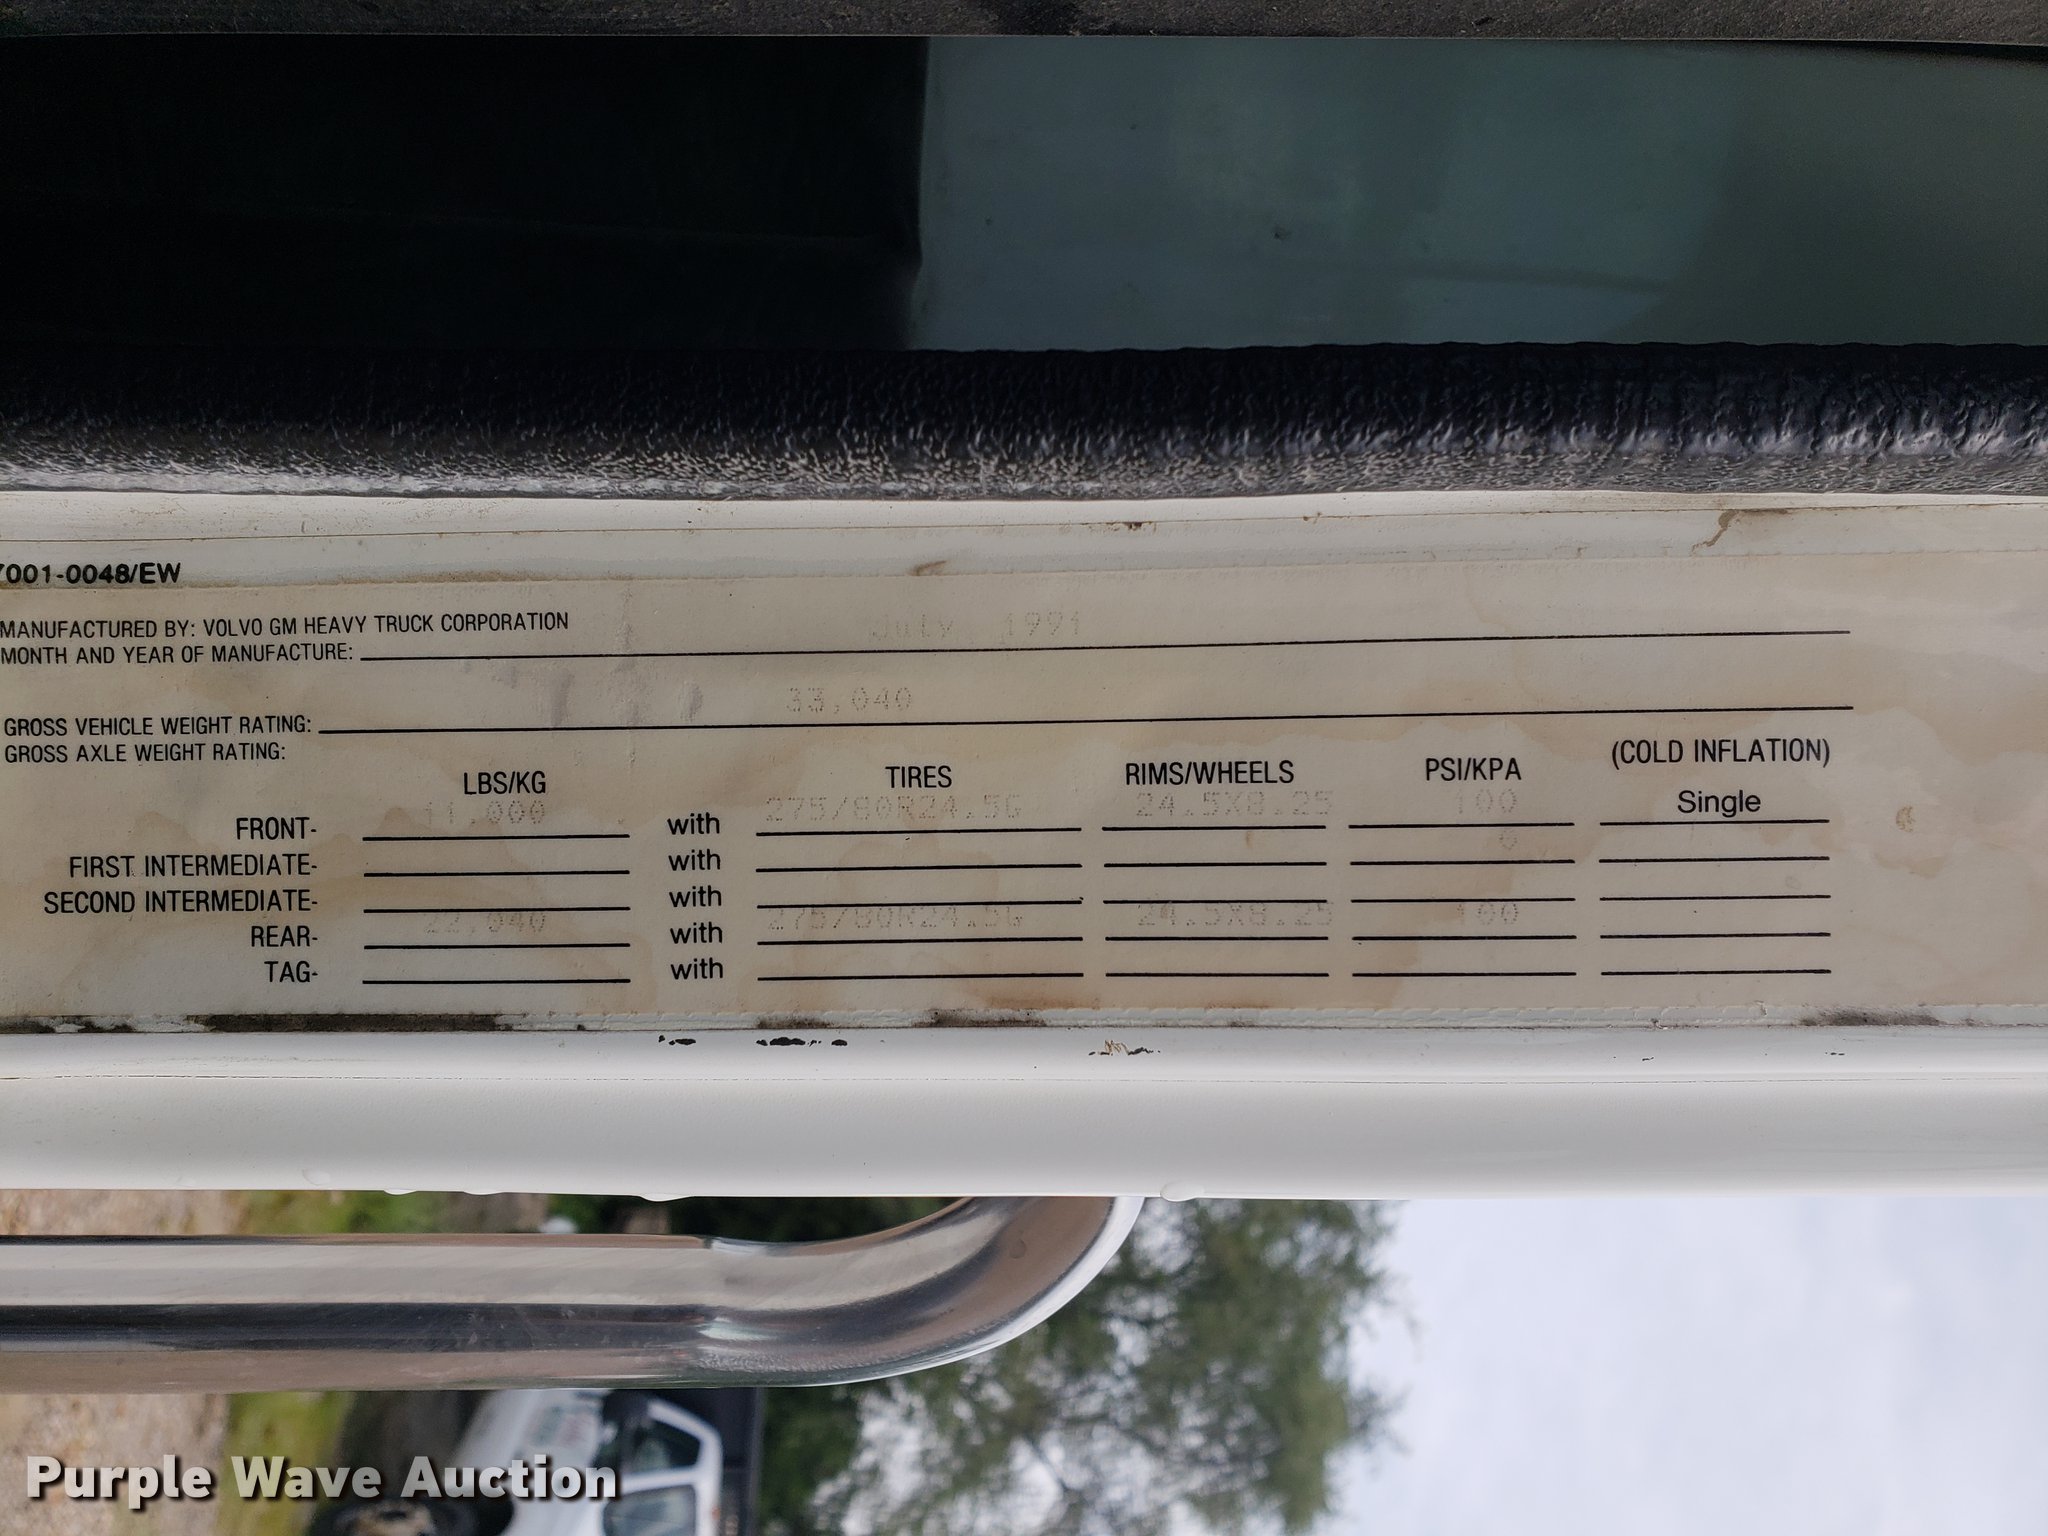 7001-0048/EW
MANUFACTURED BY: VOLVO GM HEAVY TRUCK CORPORATION
MONTH AND YEAR OF MANUFACTURE: July, 1991
GROSS VEHICLE WEIGHT RATING: 33,040
GROSS AXLE WEIGHT RATING:
LBS/KG TIRES RIMS/WHEELS PSI/KPA (COLD INFLATION)
FRONT- 11,000 with 275/80R24.5G 24.5X8.25 100 Single
FIRST INTERMEDIATE- with
SECOND INTERMEDIATE- with
REAR- 22,040 with 275/80R24.5G 24.5X8.25 100
TAG- with
Purple Wave Auction